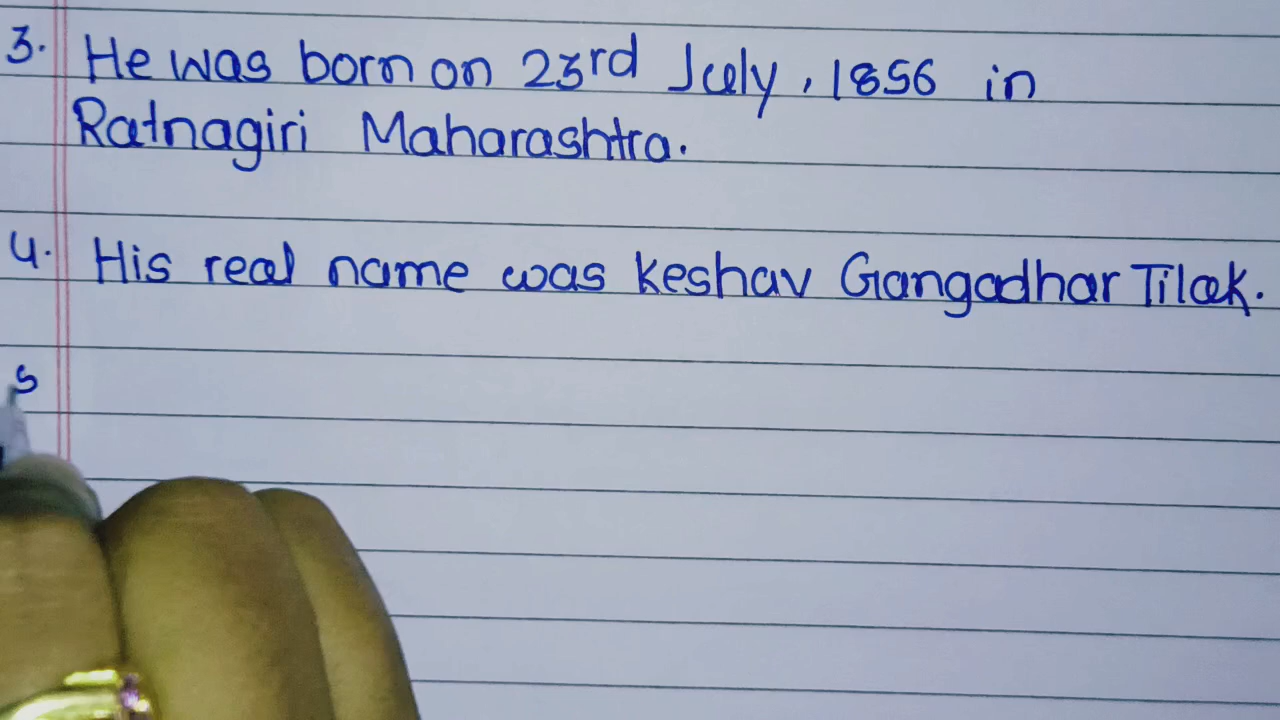 3. He was born on 23rd July, 1856 in
Ratnagiri Maharashtra.
4. His real name was Keshav Gangadhar Tilak.
5